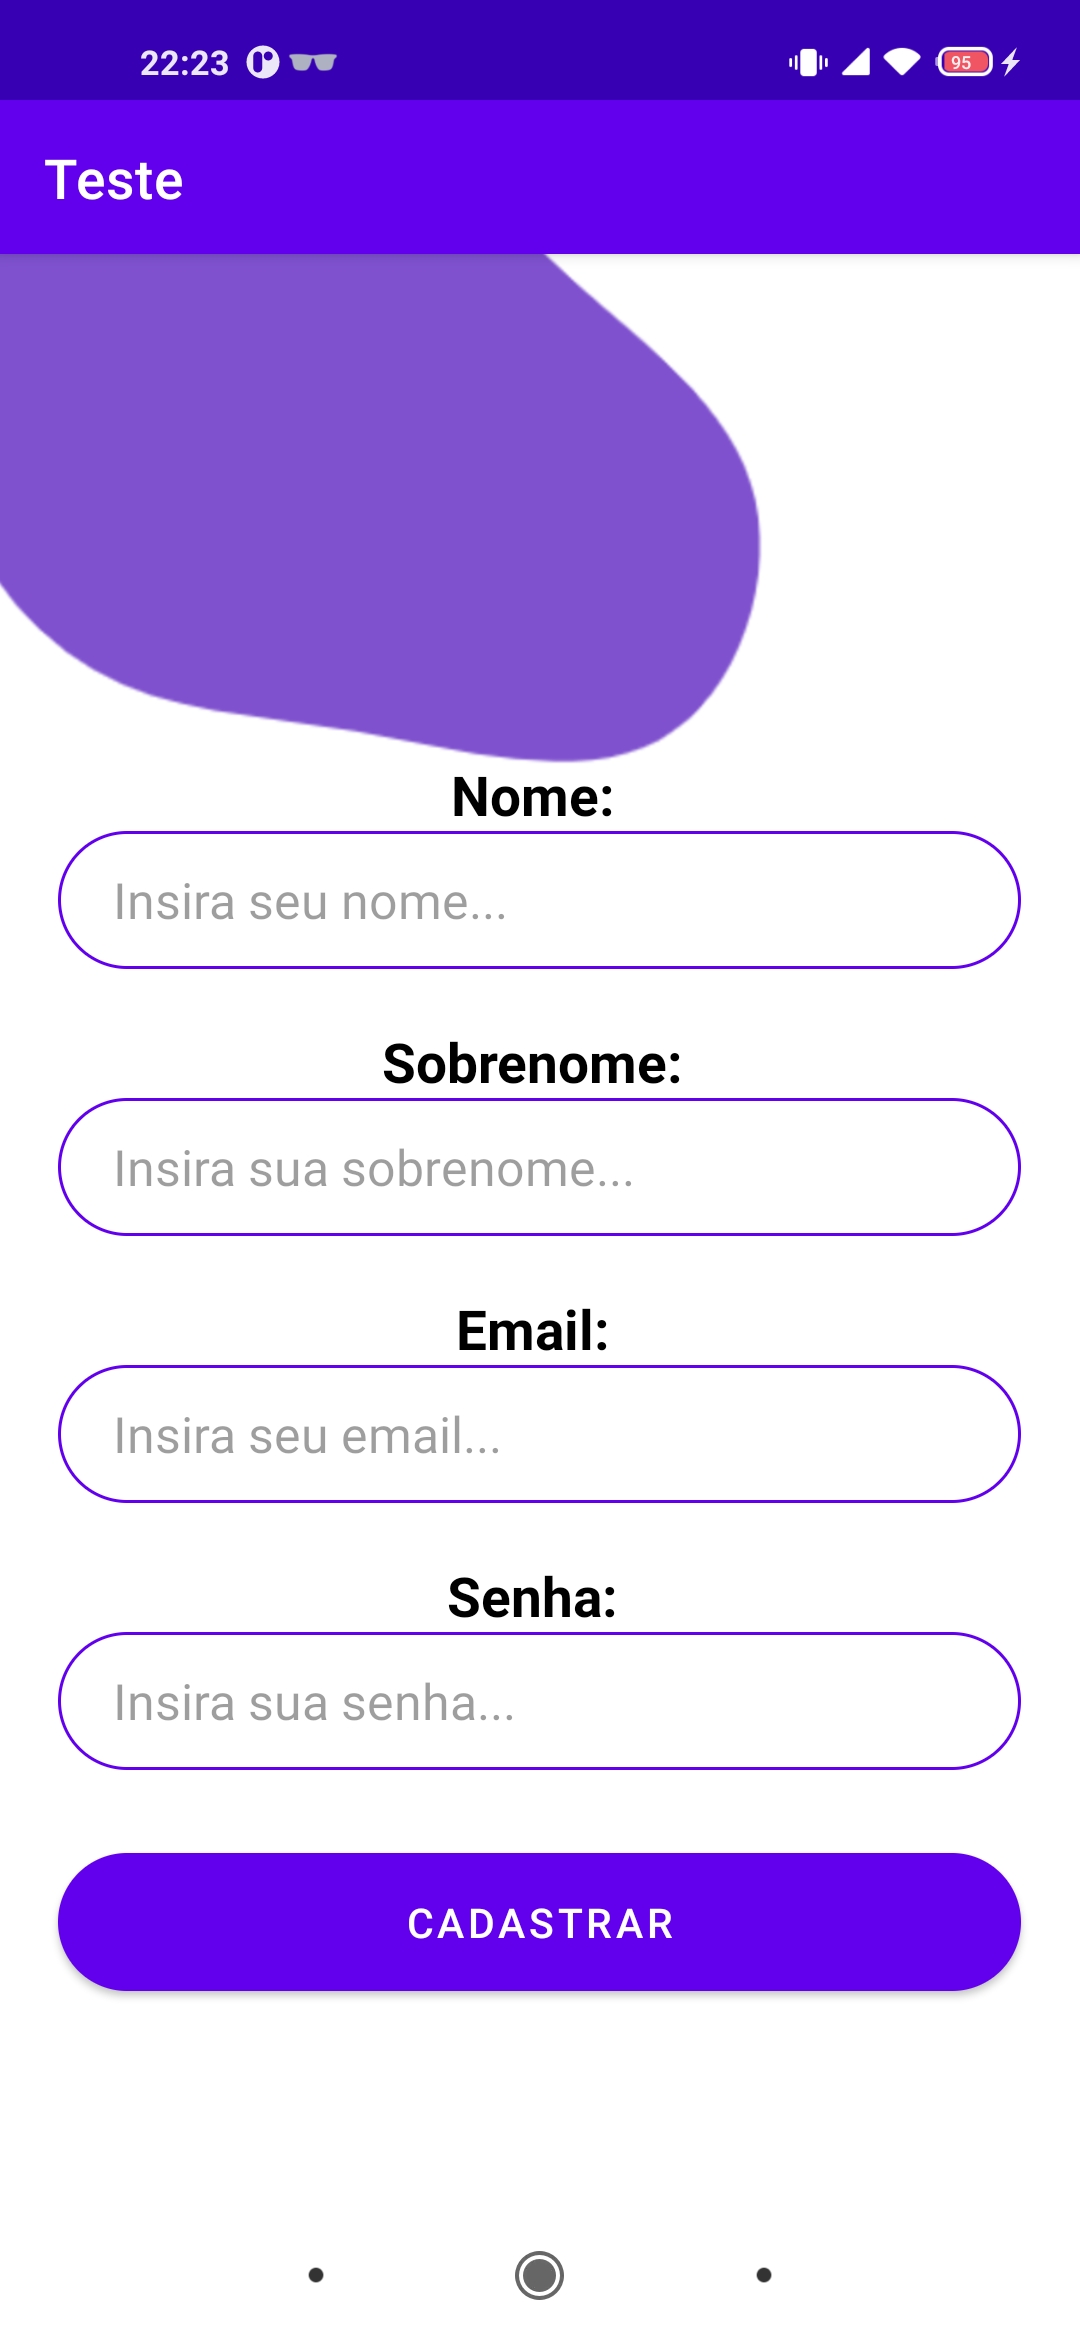 22:23
95
Teste
Nome:
Insira seu nome...
Sobrenome:
Insira sua sobrenome...
Email:
Insira seu email...
Senha:
Insira sua senha...
CADASTRAR